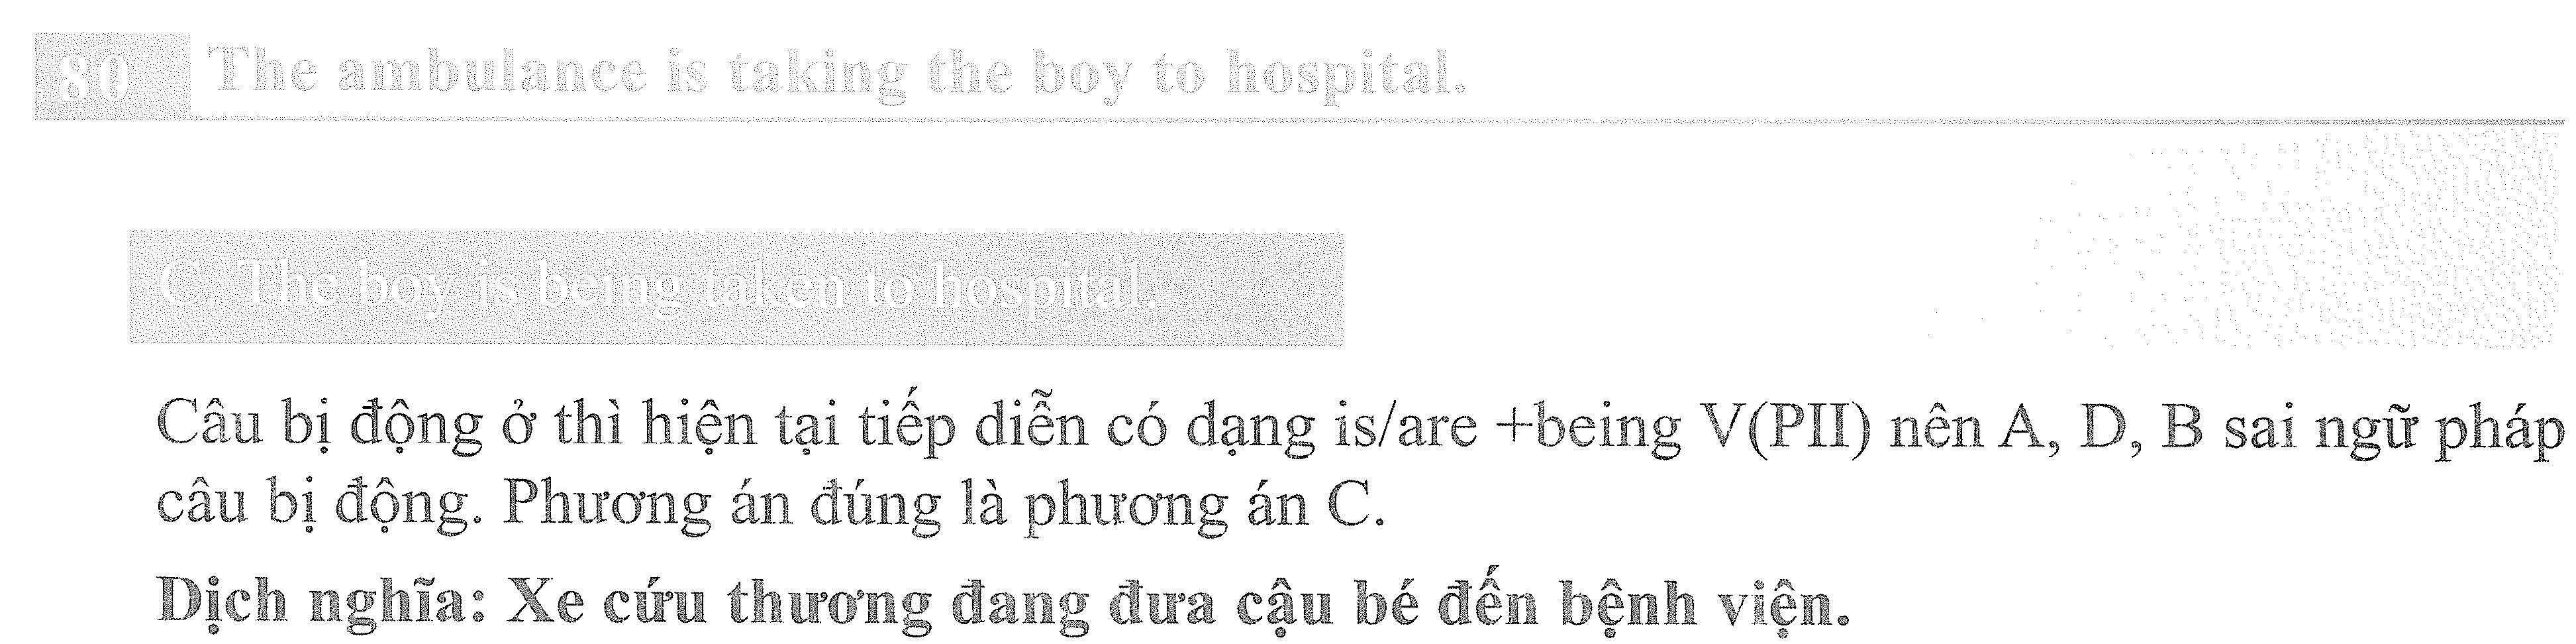 80 The ambulance is taking the boy to hospital.
C. The boy is being taken to hospital.
Câu bị động ở thì hiện tại tiếp diễn có dạng is/are +being V(PII) nên A, D, B sai ngữ pháp
câu bị động. Phương án đúng là phương án C.
Dịch nghĩa: Xe cứu thương đang đưa cậu bé đến bệnh viện.